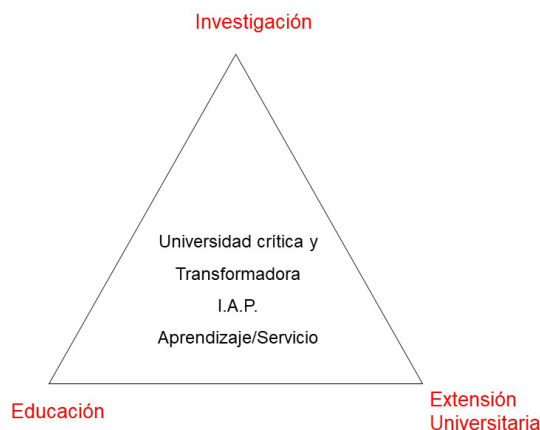 Investigación
Universidad crítica y
Transformadora
I.A.P.
Aprendizaje/Servicio
Educación
Extensión
Universitaria